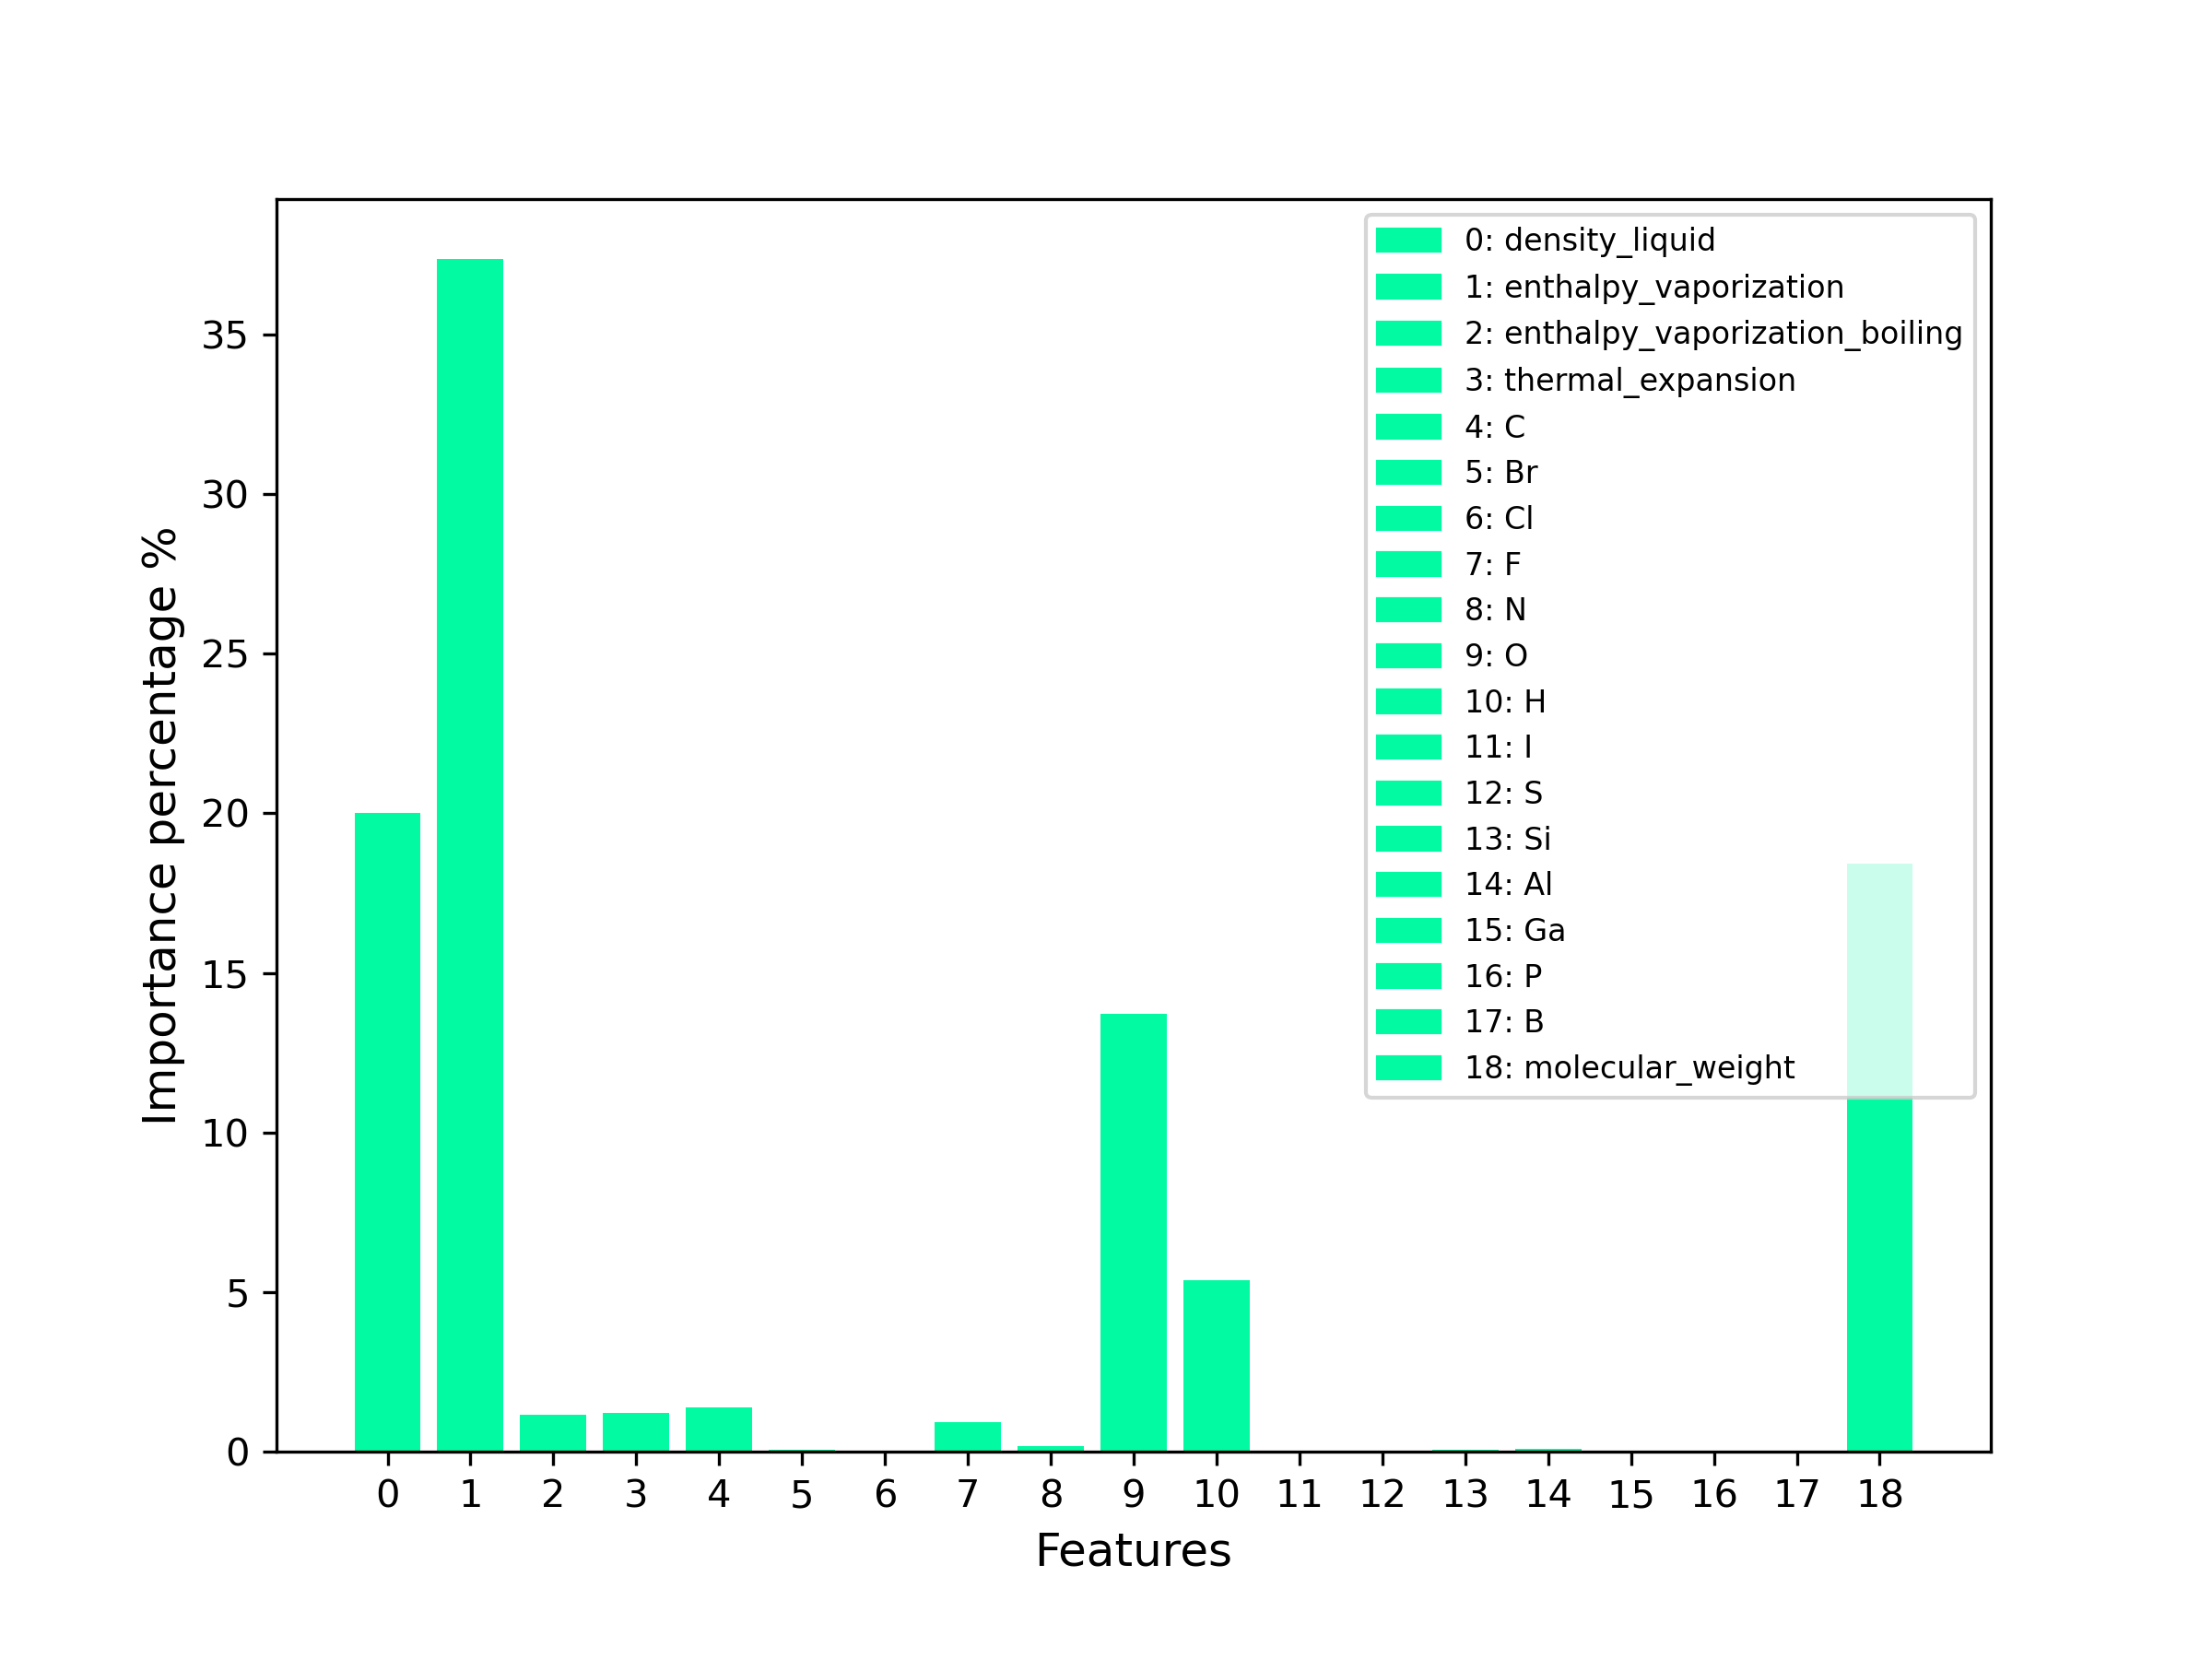 0: density_liquid
1: enthalpy_vaporization
2: enthalpy_vaporization_boiling
3: thermal_expansion
4: C
5: Br
6: Cl
7: F
8: N
9: O
10: H
11: I
12: S
13: Si
14: Al
15: Ga
16: P
17: B
18: molecular_weight
Importance percentage %
35
30
25
20
15
10
5
0
0 1 2 3 4 5 6 7 8 9 10 11 12 13 14 15 16 17 18
Features